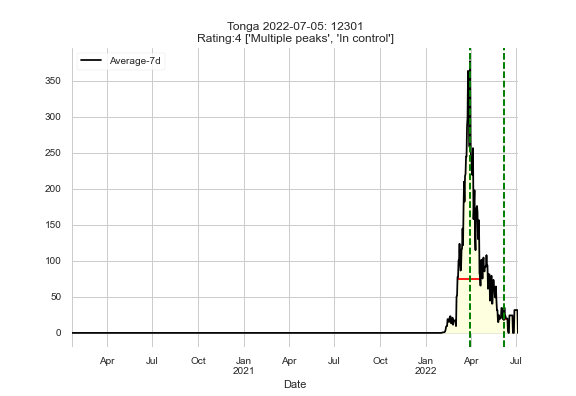 Tonga 2022-07-05: 12301
Rating:4 ['Multiple peaks', 'In control']
Average-7d
350
300
250
200
150
100
50
0
Apr
Jul
Oct
Jan
2021
Apr
Jul
Oct
Jan
2022
Apr
Jul
Date